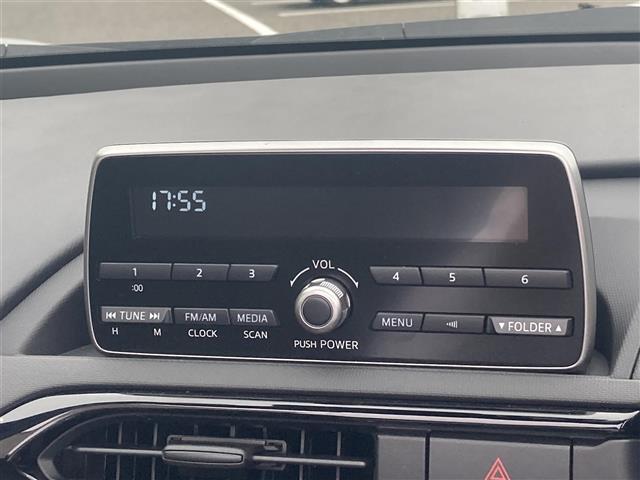 17:55
VOL
1 2 3 4 5 6
:00
⏮ TUNE ⏭ FM/AM MEDIA MENU ▼ FOLDER ▲
H M CLOCK SCAN PUSH POWER